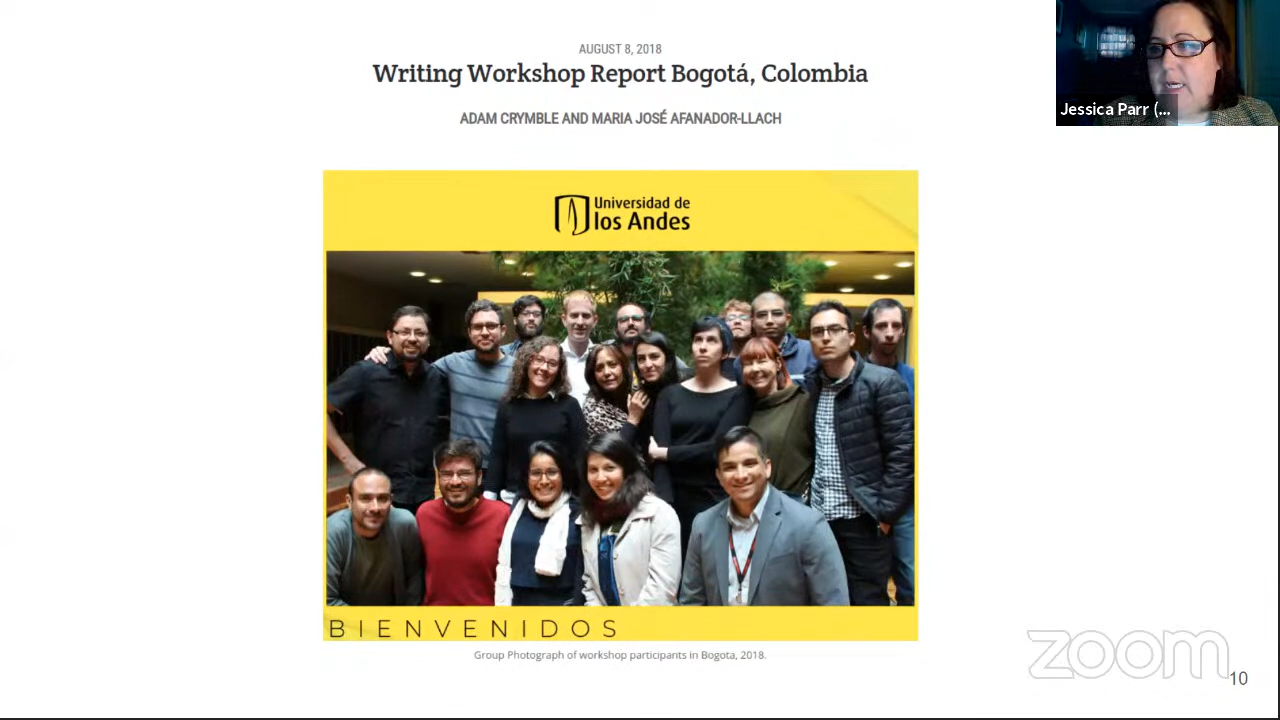 AUGUST 8, 2018
Writing Workshop Report Bogotá, Colombia
ADAM CRYMBLE AND MARIA JOSÉ AFANADOR-LLACH
Jessica Parr (...
Universidad de
los Andes
BIENVENIDOS
Group Photograph of workshop participants in Bogota, 2018.
zoom
10